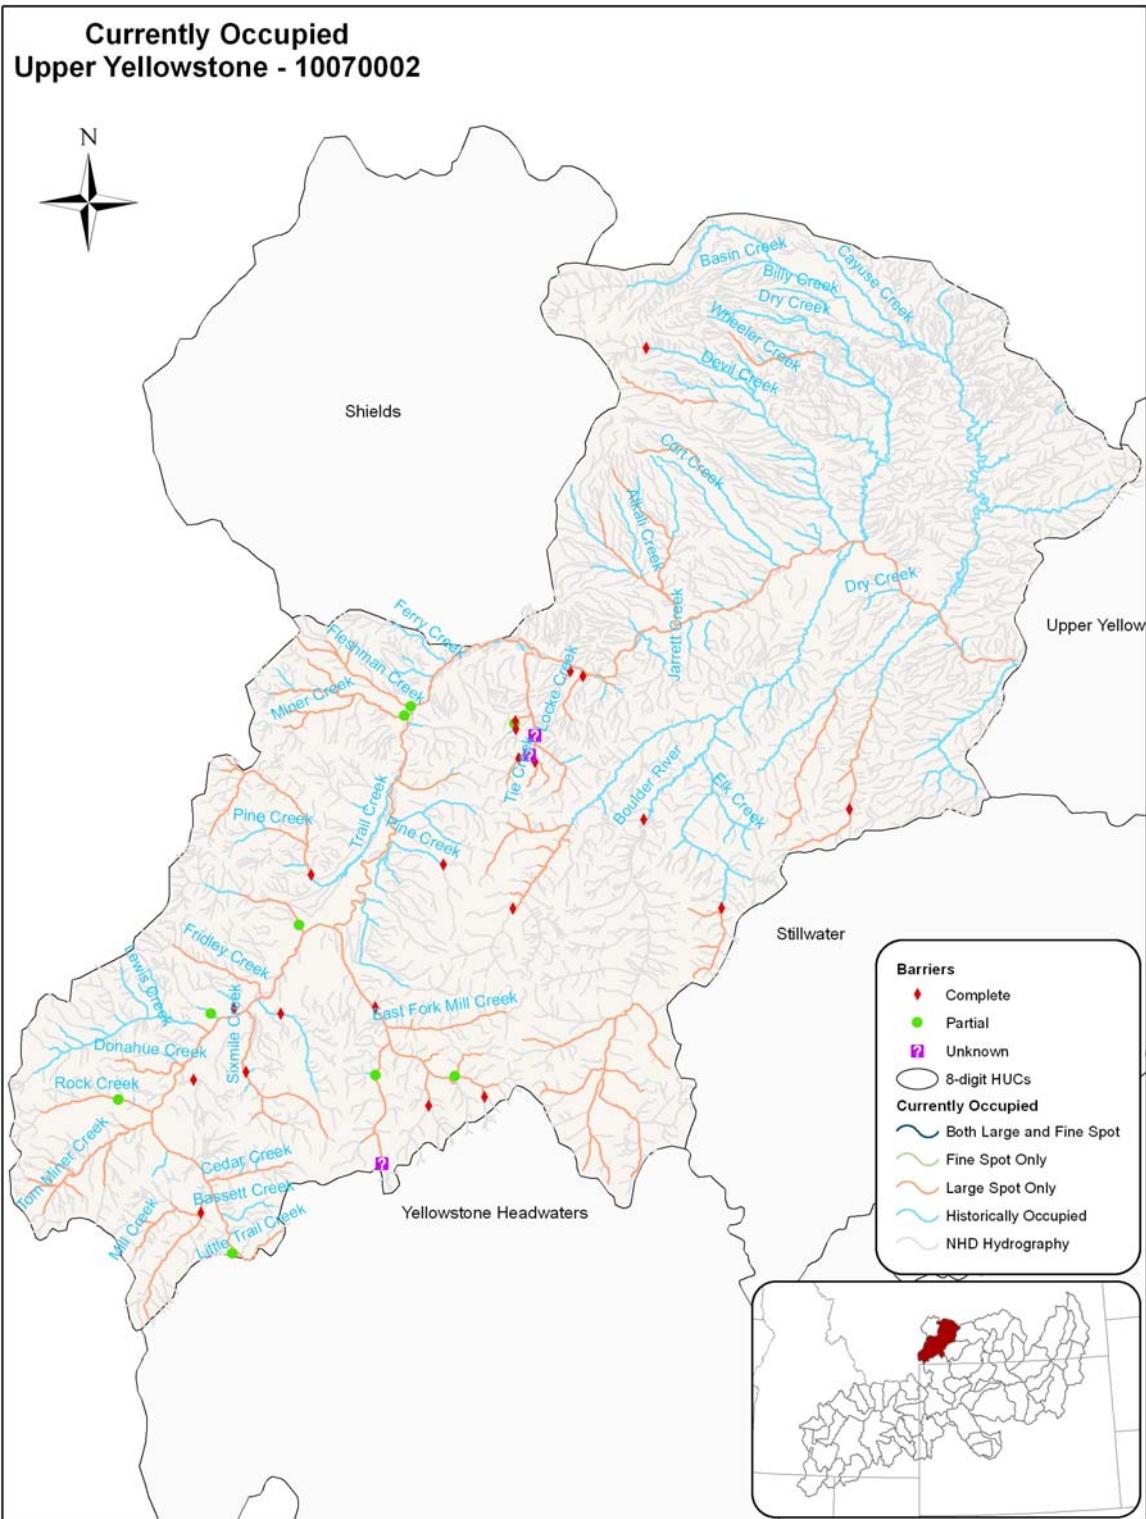 Currently Occupied
Upper Yellowstone - 10070002
N
Basin Creek
Cayuse Creek
Billy Creek
Dry Creek
Wheeler Creek
Devil Creek
Shields
Cort Creek
Alkali Creek
Dry Creek
Jarrett Creek
Ferry Creek
Upper Yellow
Fleshman Creek
Locke Creek
Miner Creek
Tie Creek
Boulder River
Elk Creek
Trail Creek
Pine Creek
Pine Creek
Stillwater
Fridley Creek
Lewis Creek
East Fork Mill Creek
Sixmile Creek
Donahue Creek
Rock Creek
Tom Miner Creek
Cedar Creek
Bassett Creek
Mill Creek
Little Trail Creek
Yellowstone Headwaters
Barriers
Complete
Partial
? Unknown
8-digit HUCs
Currently Occupied
Both Large and Fine Spot
Fine Spot Only
Large Spot Only
Historically Occupied
NHD Hydrography